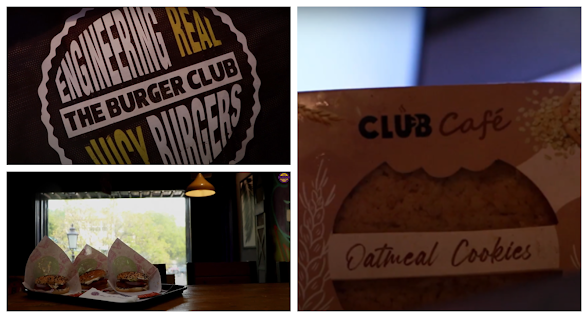 ENGINEERING REAL
THE BURGER CLUB
JUICY BURGERS
CLUB Café
Oatmeal Cookies